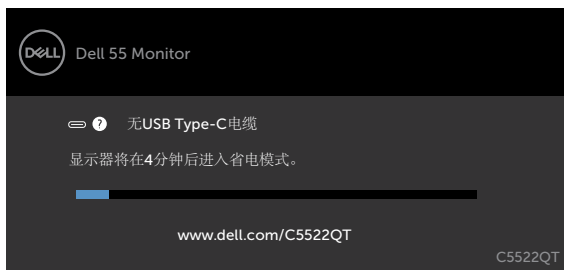 DELL
Dell 55 Monitor
? 无USB Type-C电缆
显示器将在4分钟后进入省电模式。
www.dell.com/C5522QT
C5522QT